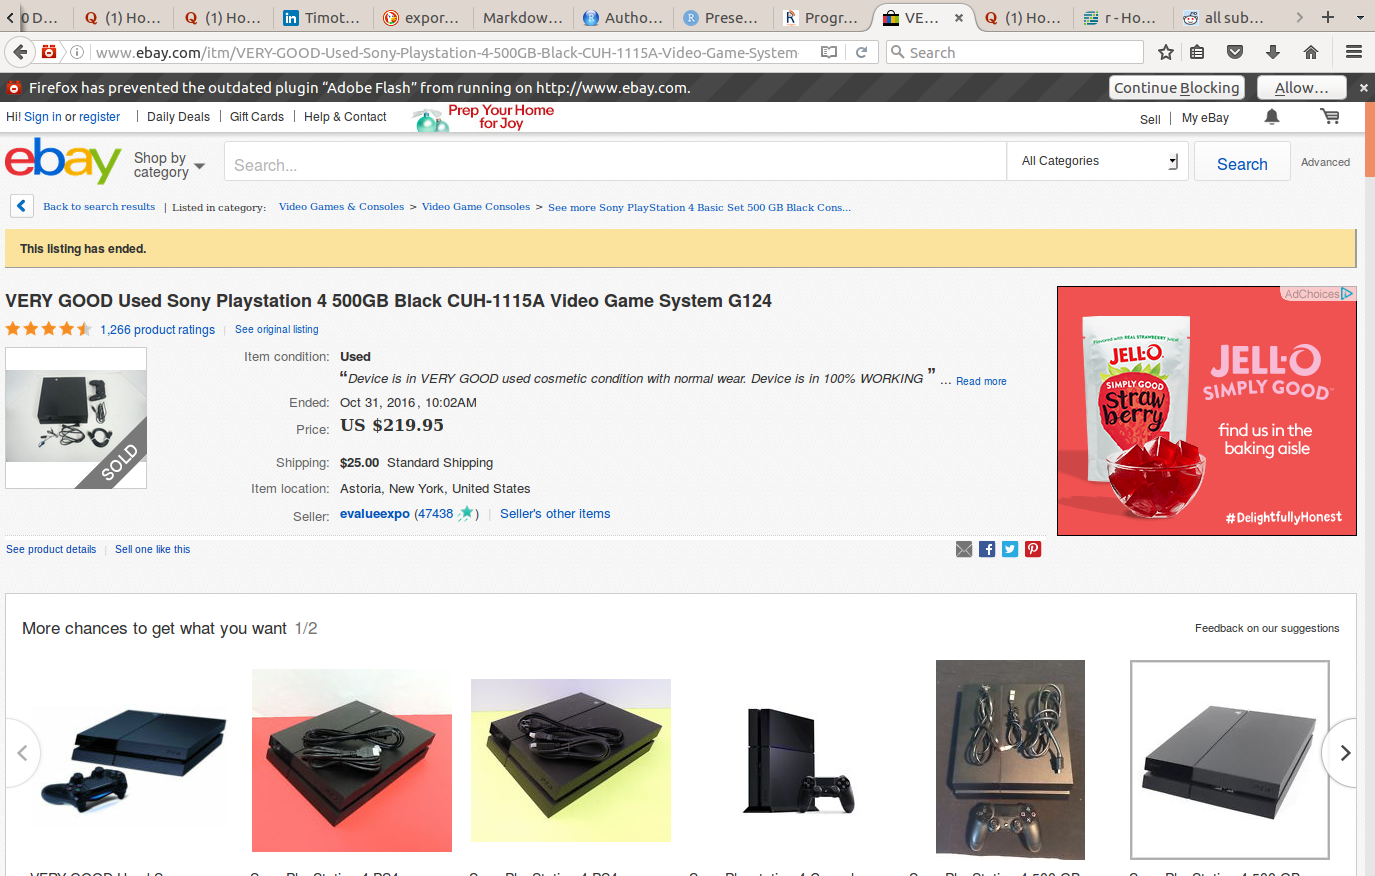 0 D...
(1) Ho...
(1) Ho...
Timot...
expor...
Markdow...
Autho...
Prese...
Progr...
VE...
(1) Ho...
r - Ho...
all sub...
www.ebay.com/itm/VERY-GOOD-Used-Sony-Playstation-4-500GB-Black-CUH-1115A-Video-Game-System-
Search
Firefox has prevented the outdated plugin “Adobe Flash” from running on http://www.ebay.com.
Continue Blocking
Allow...
Hi! Sign in or register
Daily Deals
Gift Cards
Help & Contact
Prep Your Home
for Joy
Sell
My eBay
ebay
Shop by
category
Search...
All Categories
Search
Advanced
Back to search results | Listed in category: Video Games & Consoles > Video Game Consoles > See more Sony PlayStation 4 Basic Set 500 GB Black Cons...
This listing has ended.
VERY GOOD Used Sony Playstation 4 500GB Black CUH-1115A Video Game System G124
1,266 product ratings | See original listing
SOLD
Item condition: Used
“Device is in VERY GOOD used cosmetic condition with normal wear. Device is in 100% WORKING ” ... Read more
Ended: Oct 31, 2016 , 10:02AM
Price: US $219.95
Shipping: $25.00 Standard Shipping
Item location: Astoria, New York, United States
Seller: evalueexpo (47438 ) | Seller's other items
See product details | Sell one like this
AdChoices
Flavored with REAL STRAWBERRY juice
JELL-O
SIMPLY GOOD
straw
berry
JELL-O
SIMPLY GOOD™
find us in the
baking aisle
#DelightfullyHonest
More chances to get what you want 1/2
Feedback on our suggestions